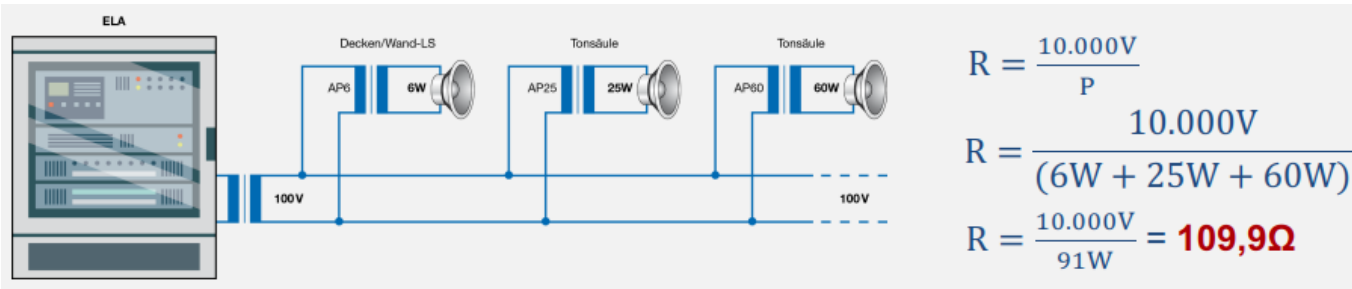 ELA
Decken/Wand-LS
Tonsäule
Tonsäule
AP6
6W
AP25
25W
AP60
60W
100V
100V
R = 10.000V / P
R = 10.000V / (6W + 25W + 60W)
R = 10.000V / 91W = 109,9Ω